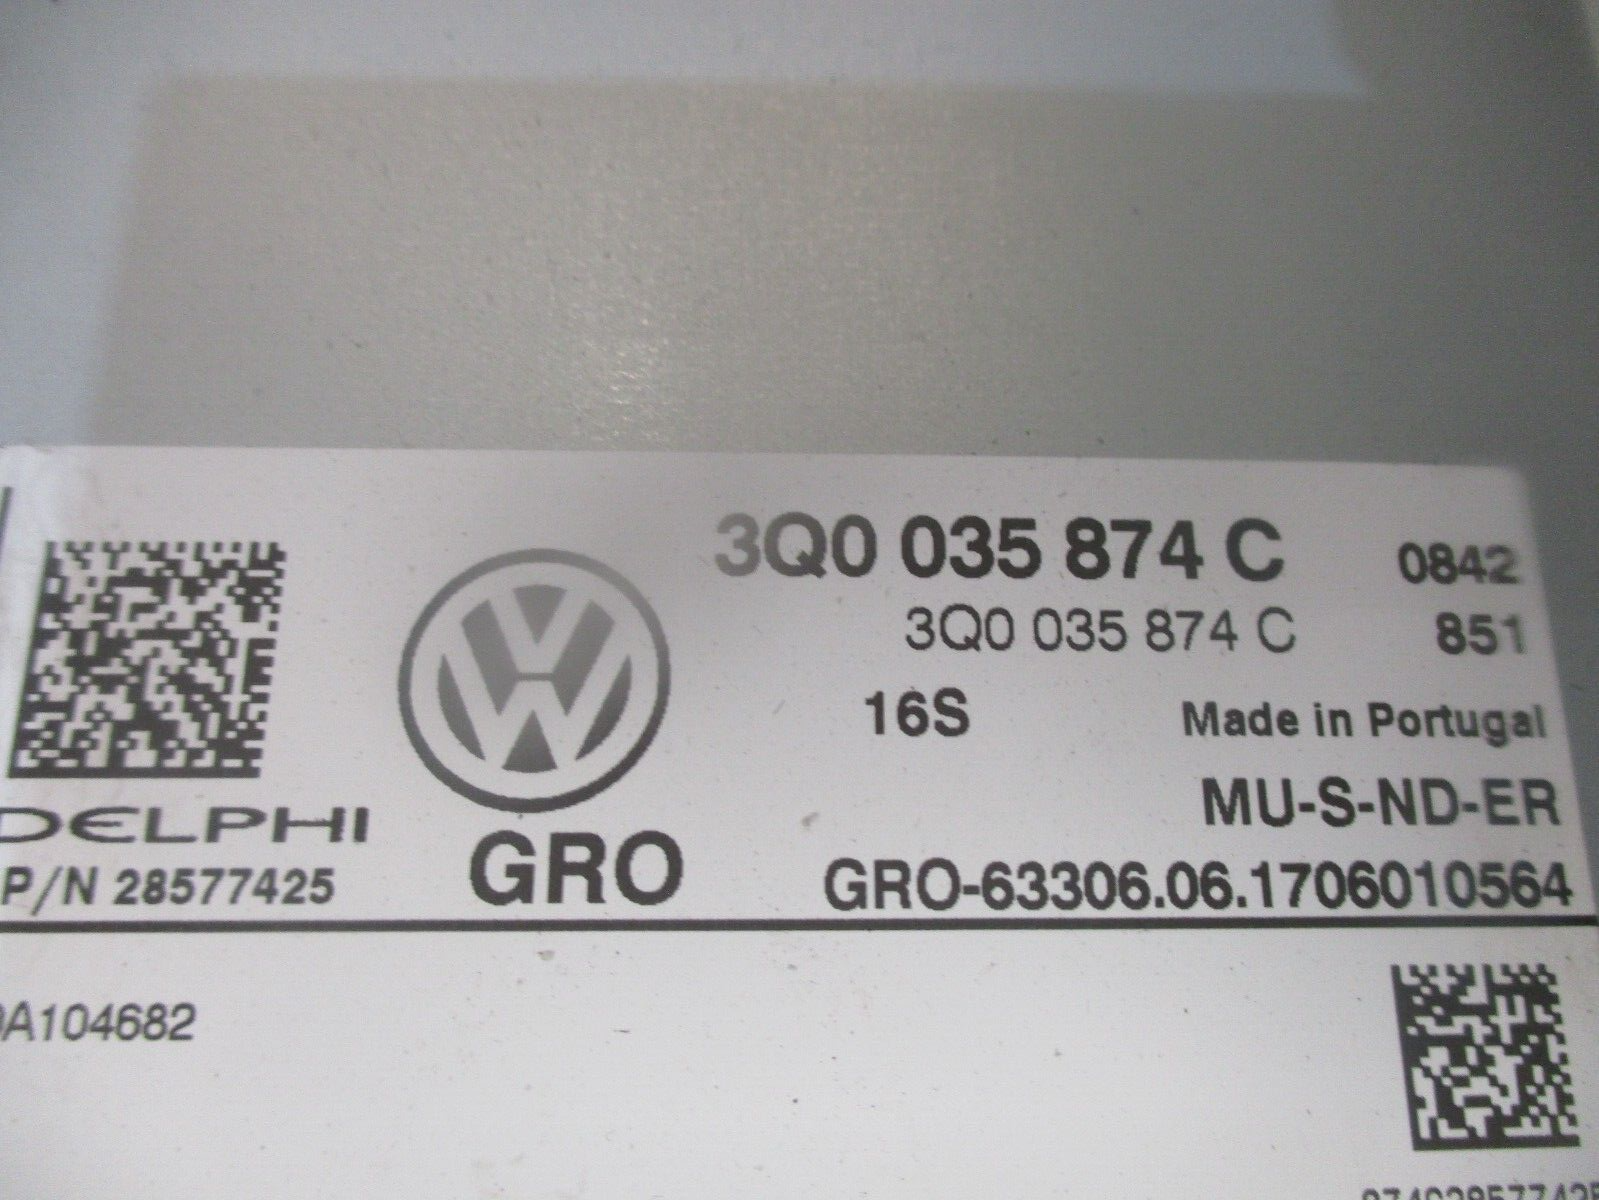 3Q0 035 874 C 0842
3Q0 035 874 C 851
16S Made in Portugal
DELPHI MU-S-ND-ER
P/N 28577425 GRO GRO-63306.06.1706010564
A104682